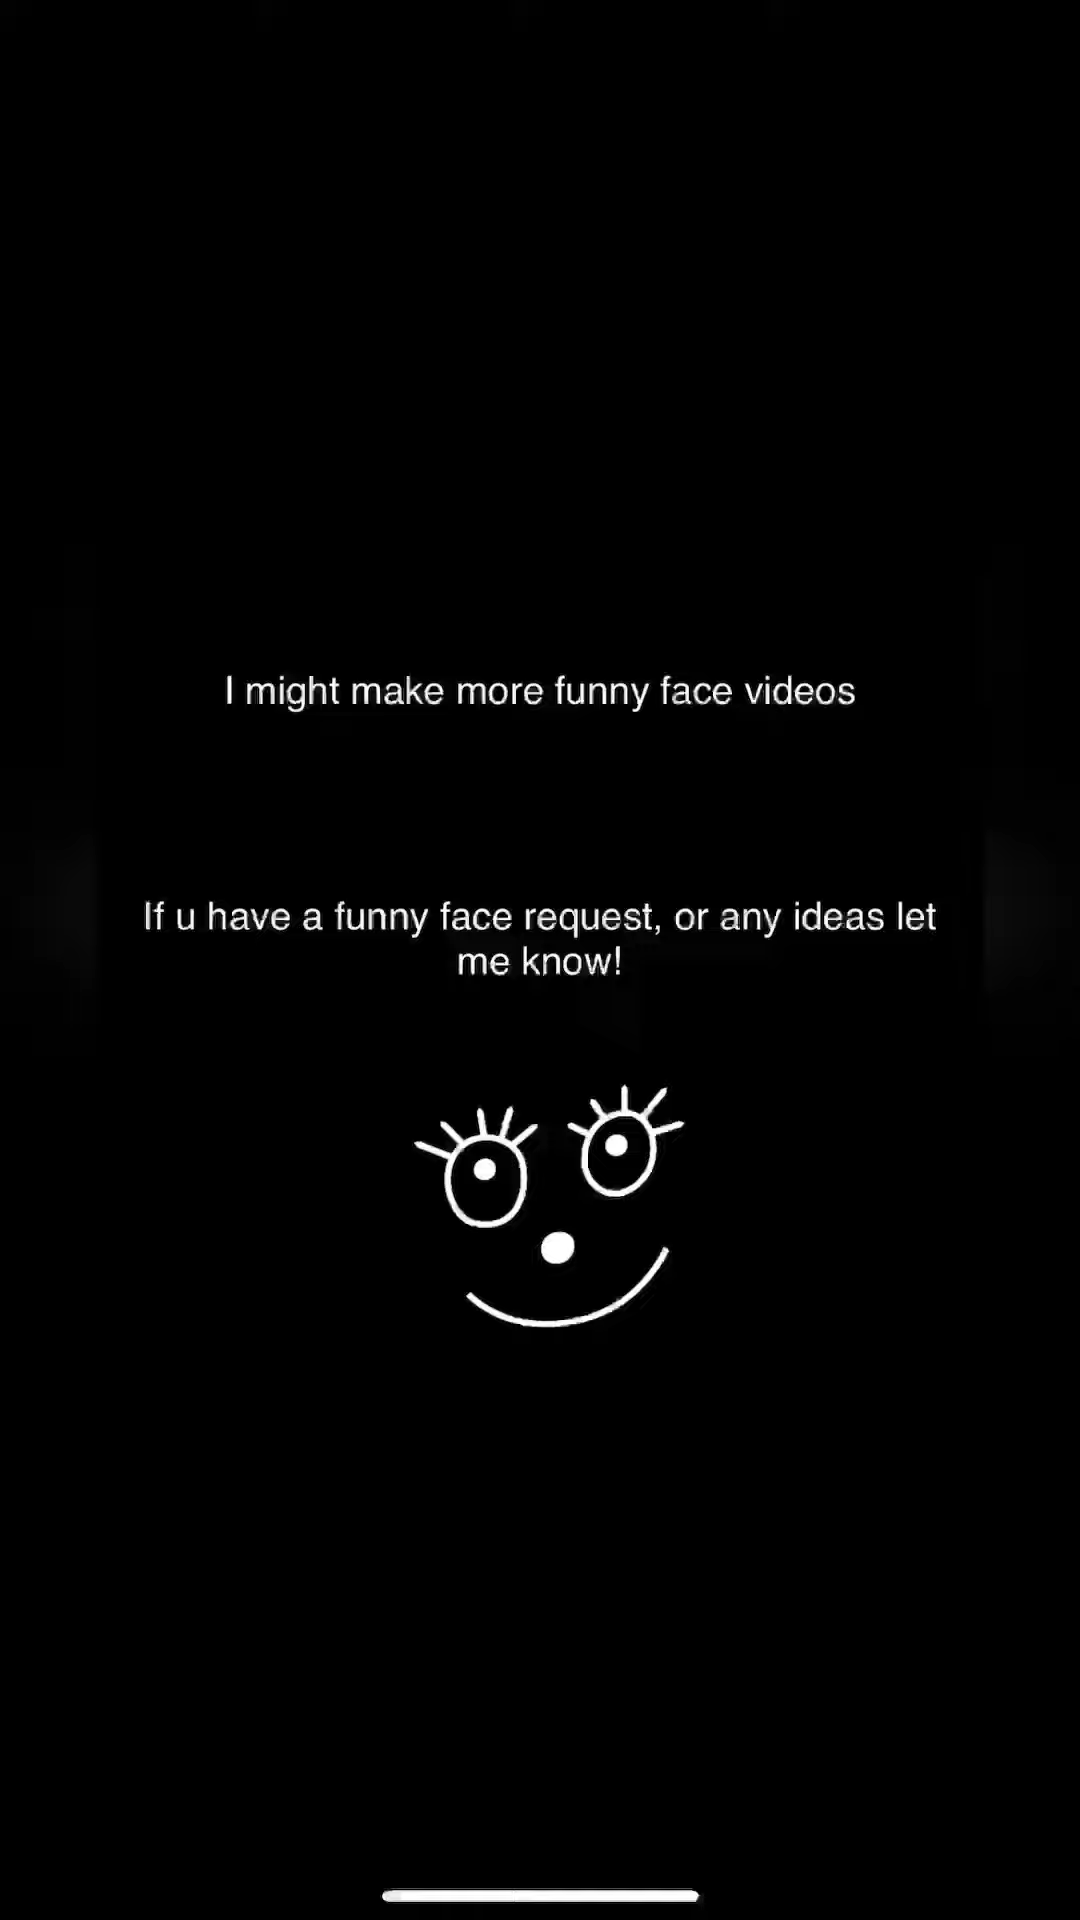 I might make more funny face videos
If u have a funny face request, or any ideas let
me know!